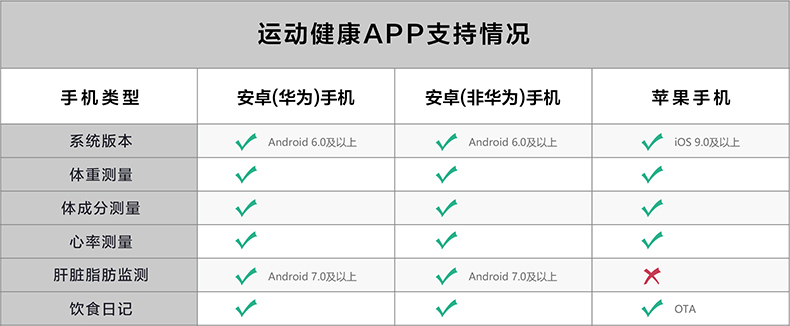 运动健康APP支持情况
手机类型 安卓(华为)手机 安卓(非华为)手机 苹果手机
系统版本 Android 6.0及以上 Android 6.0及以上 iOS 9.0及以上
体重测量
体成分测量
心率测量
肝脏脂肪监测 Android 7.0及以上 Android 7.0及以上
饮食日记 OTA